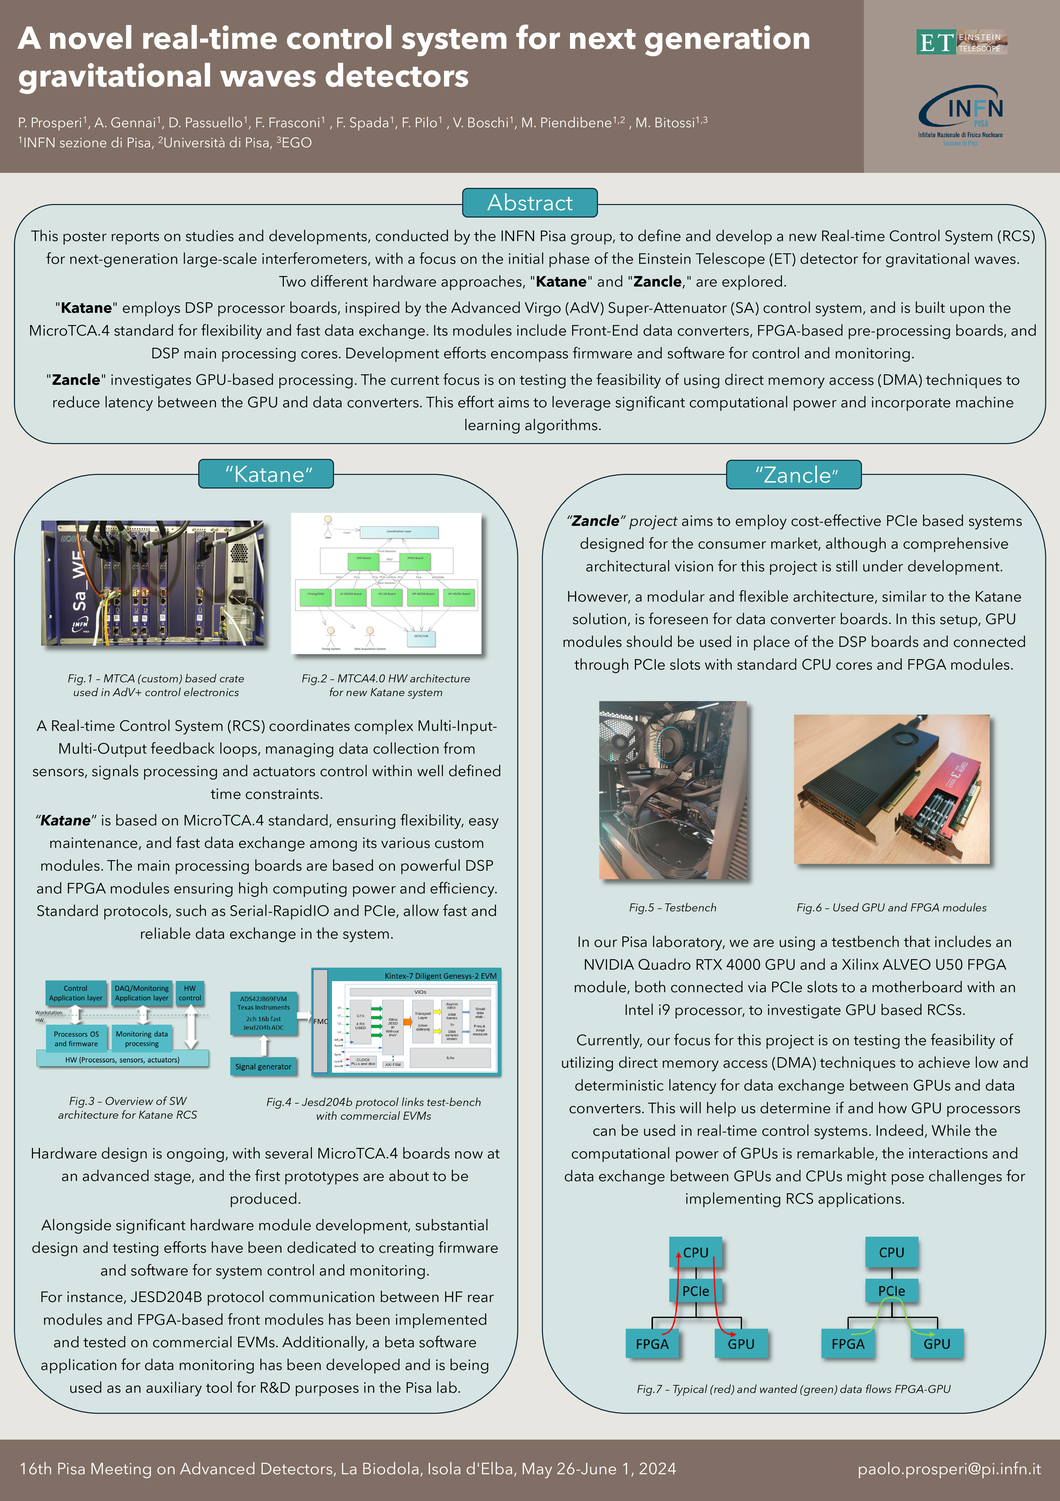 A novel real-time control system for next generation
gravitational waves detectors
P. Prosperi1, A. Gennai1, D. Passuello1, F. Frasconi1 , F. Spada1, F. Pilo1 , V. Boschi1, M. Piendibene1,2 , M. Bitossi1,3
1INFN sezione di Pisa, 2Università di Pisa, 3EGO
ET EINSTEIN
TELESCOPE
INFN
PISA
Istituto Nazionale di Fisica Nucleare
Sezione di Pisa
Abstract
This poster reports on studies and developments, conducted by the INFN Pisa group, to define and develop a new Real-time Control System (RCS)
for next-generation large-scale interferometers, with a focus on the initial phase of the Einstein Telescope (ET) detector for gravitational waves.
Two different hardware approaches, "Katane" and "Zancle," are explored.
"Katane" employs DSP processor boards, inspired by the Advanced Virgo (AdV) Super-Attenuator (SA) control system, and is built upon the
MicroTCA.4 standard for flexibility and fast data exchange. Its modules include Front-End data converters, FPGA-based pre-processing boards, and
DSP main processing cores. Development efforts encompass firmware and software for control and monitoring.
"Zancle" investigates GPU-based processing. The current focus is on testing the feasibility of using direct memory access (DMA) techniques to
reduce latency between the GPU and data converters. This effort aims to leverage significant computational power and incorporate machine
learning algorithms.
“Katane”
Sa_WE
INFN
DSP Board
FPGA Board
DETECTOR
Timing System
Data Acquisition System
Fig.1 – MTCA (custom) based crate
used in AdV+ control electronics
Fig.2 – MTCA4.0 HW architecture
for new Katane system
A Real-time Control System (RCS) coordinates complex Multi-Input-
Multi-Output feedback loops, managing data collection from
sensors, signals processing and actuators control within well defined
time constraints.
“Katane” is based on MicroTCA.4 standard, ensuring flexibility, easy
maintenance, and fast data exchange among its various custom
modules. The main processing boards are based on powerful DSP
and FPGA modules ensuring high computing power and efficiency.
Standard protocols, such as Serial-RapidIO and PCIe, allow fast and
reliable data exchange in the system.
Control
Application layer
DAQ/Monitoring
Application layer
HW
control
Workstation
HW
Processors OS
and firmware
Monitoring data
processing
HW (Processors, sensors, actuators)
Kintex-7 Diligent Genesys-2 EVM
ADS42JB69EVM
Texas Instruments
2ch 16b fast
Jesd204b ADC
Signal generator
FMC
VIOs
Transport
Layer
ILAs
AXI FSM
Fig.3 – Overview of SW
architecture for Katane RCS
Fig.4 – Jesd204b protocol links test-bench
with commercial EVMs
Hardware design is ongoing, with several MicroTCA.4 boards now at
an advanced stage, and the first prototypes are about to be
produced.
Alongside significant hardware module development, substantial
design and testing efforts have been dedicated to creating firmware
and software for system control and monitoring.
For instance, JESD204B protocol communication between HF rear
modules and FPGA-based front modules has been implemented
and tested on commercial EVMs. Additionally, a beta software
application for data monitoring has been developed and is being
used as an auxiliary tool for R&D purposes in the Pisa lab.
“Zancle”
“Zancle” project aims to employ cost-effective PCIe based systems
designed for the consumer market, although a comprehensive
architectural vision for this project is still under development.
However, a modular and flexible architecture, similar to the Katane
solution, is foreseen for data converter boards. In this setup, GPU
modules should be used in place of the DSP boards and connected
through PCIe slots with standard CPU cores and FPGA modules.
Fig.5 – Testbench
Fig.6 – Used GPU and FPGA modules
In our Pisa laboratory, we are using a testbench that includes an
NVIDIA Quadro RTX 4000 GPU and a Xilinx ALVEO U50 FPGA
module, both connected via PCIe slots to a motherboard with an
Intel i9 processor, to investigate GPU based RCSs.
Currently, our focus for this project is on testing the feasibility of
utilizing direct memory access (DMA) techniques to achieve low and
deterministic latency for data exchange between GPUs and data
converters. This will help us determine if and how GPU processors
can be used in real-time control systems. Indeed, While the
computational power of GPUs is remarkable, the interactions and
data exchange between GPUs and CPUs might pose challenges for
implementing RCS applications.
CPU
PCIe
FPGA
GPU
CPU
PCIe
FPGA
GPU
Fig.7 – Typical (red) and wanted (green) data flows FPGA-GPU
16th Pisa Meeting on Advanced Detectors, La Biodola, Isola d'Elba, May 26-June 1, 2024
paolo.prosperi@pi.infn.it